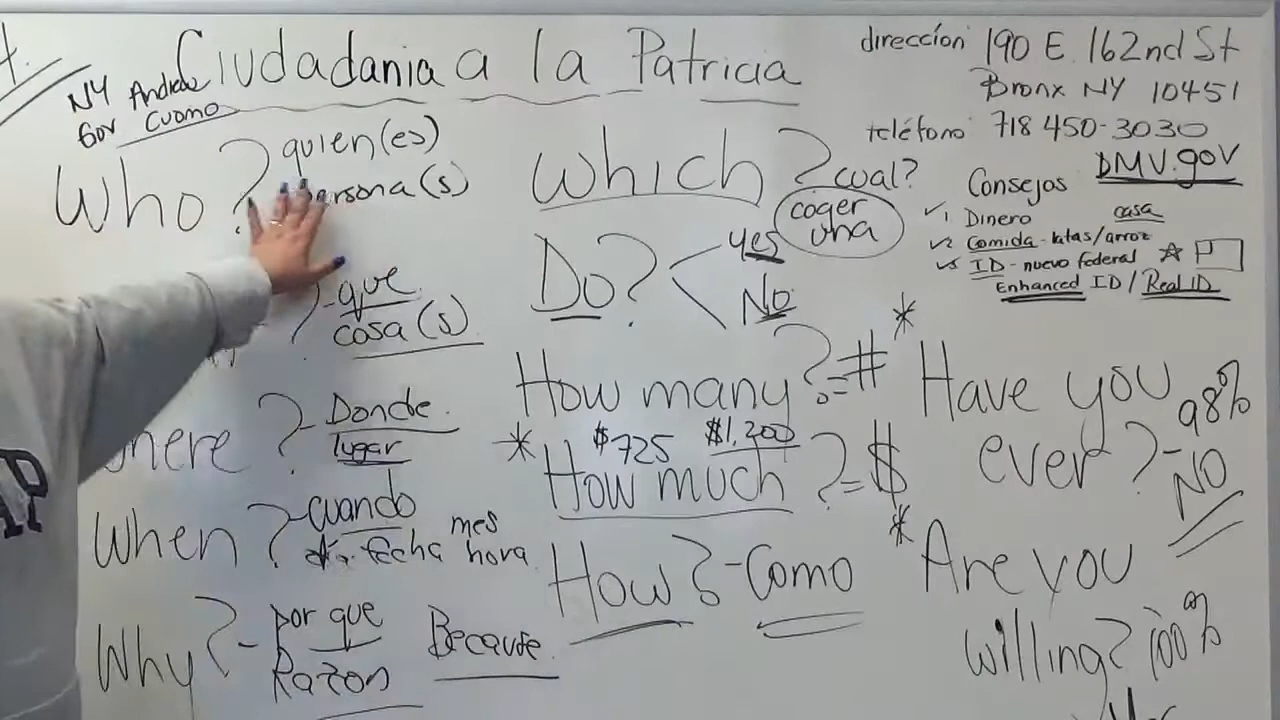 Ciudadania a la Patricia
NY Andrew
Gov Cuomo
Who? quien(es)
persona(s)
? - que
cosa(s)
Where? - Donde
lugar
When? - cuando
fecha mes hora
Why? - por que
Razon Because
Which? cual?
coger una
Do? yes
No
How many? = #
$725 $1,200
* How much? = $
How? - Como
dirección 190 E 162nd St
Bronx NY 10451
teléfono 718 450-3030
DMV.gov
Consejos
1 Dinero casa
2 Comida - latas/arroz
3 ID - nuevo federal
Enhanced ID / Real ID
* Have you
ever? - 98%
NO
* Are you
willing? 100%